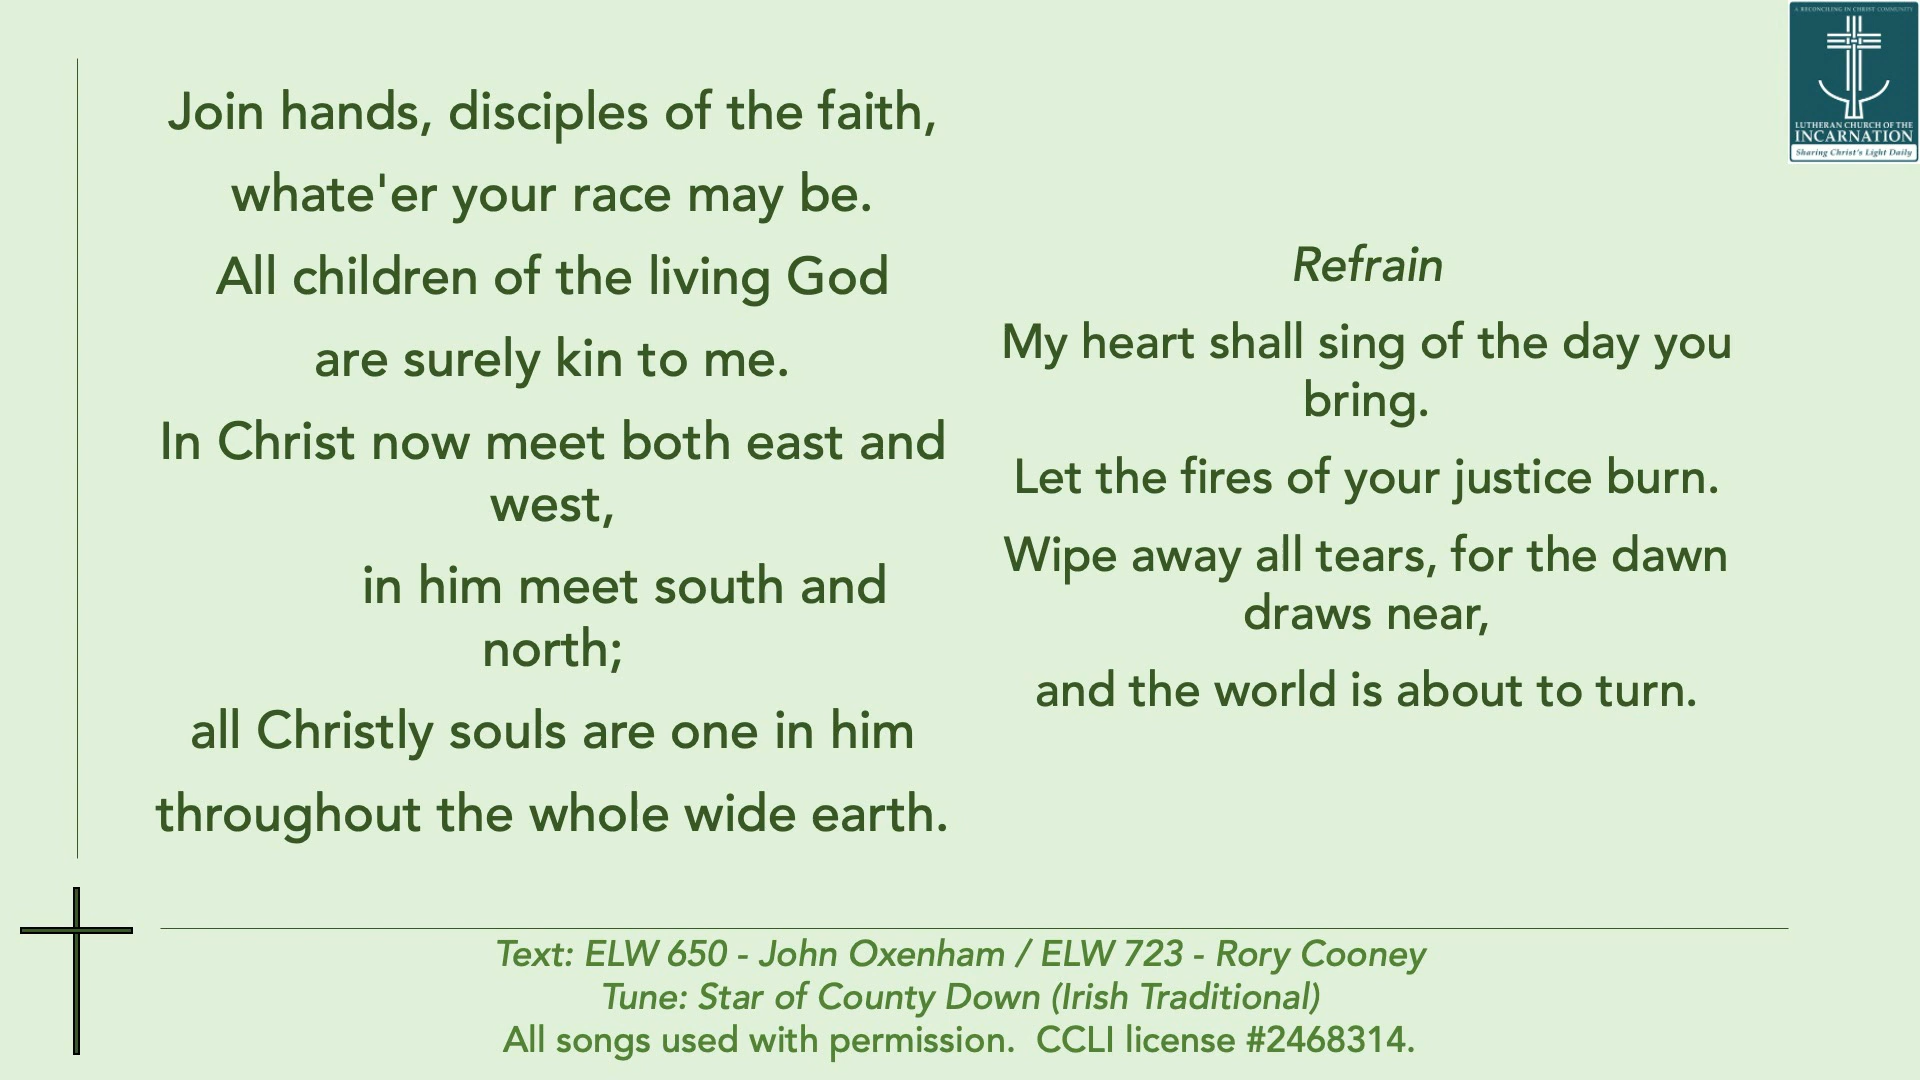 A RECONCILING IN CHRIST COMMUNITY
LUTHERAN CHURCH OF THE
INCARNATION
Sharing Christ's Light Daily
Join hands, disciples of the faith,
whate'er your race may be.
All children of the living God
are surely kin to me.
In Christ now meet both east and
west,
in him meet south and
north;
all Christly souls are one in him
throughout the whole wide earth.
Refrain
My heart shall sing of the day you
bring.
Let the fires of your justice burn.
Wipe away all tears, for the dawn
draws near,
and the world is about to turn.
Text: ELW 650 - John Oxenham / ELW 723 - Rory Cooney
Tune: Star of County Down (Irish Traditional)
All songs used with permission.  CCLI license #2468314.